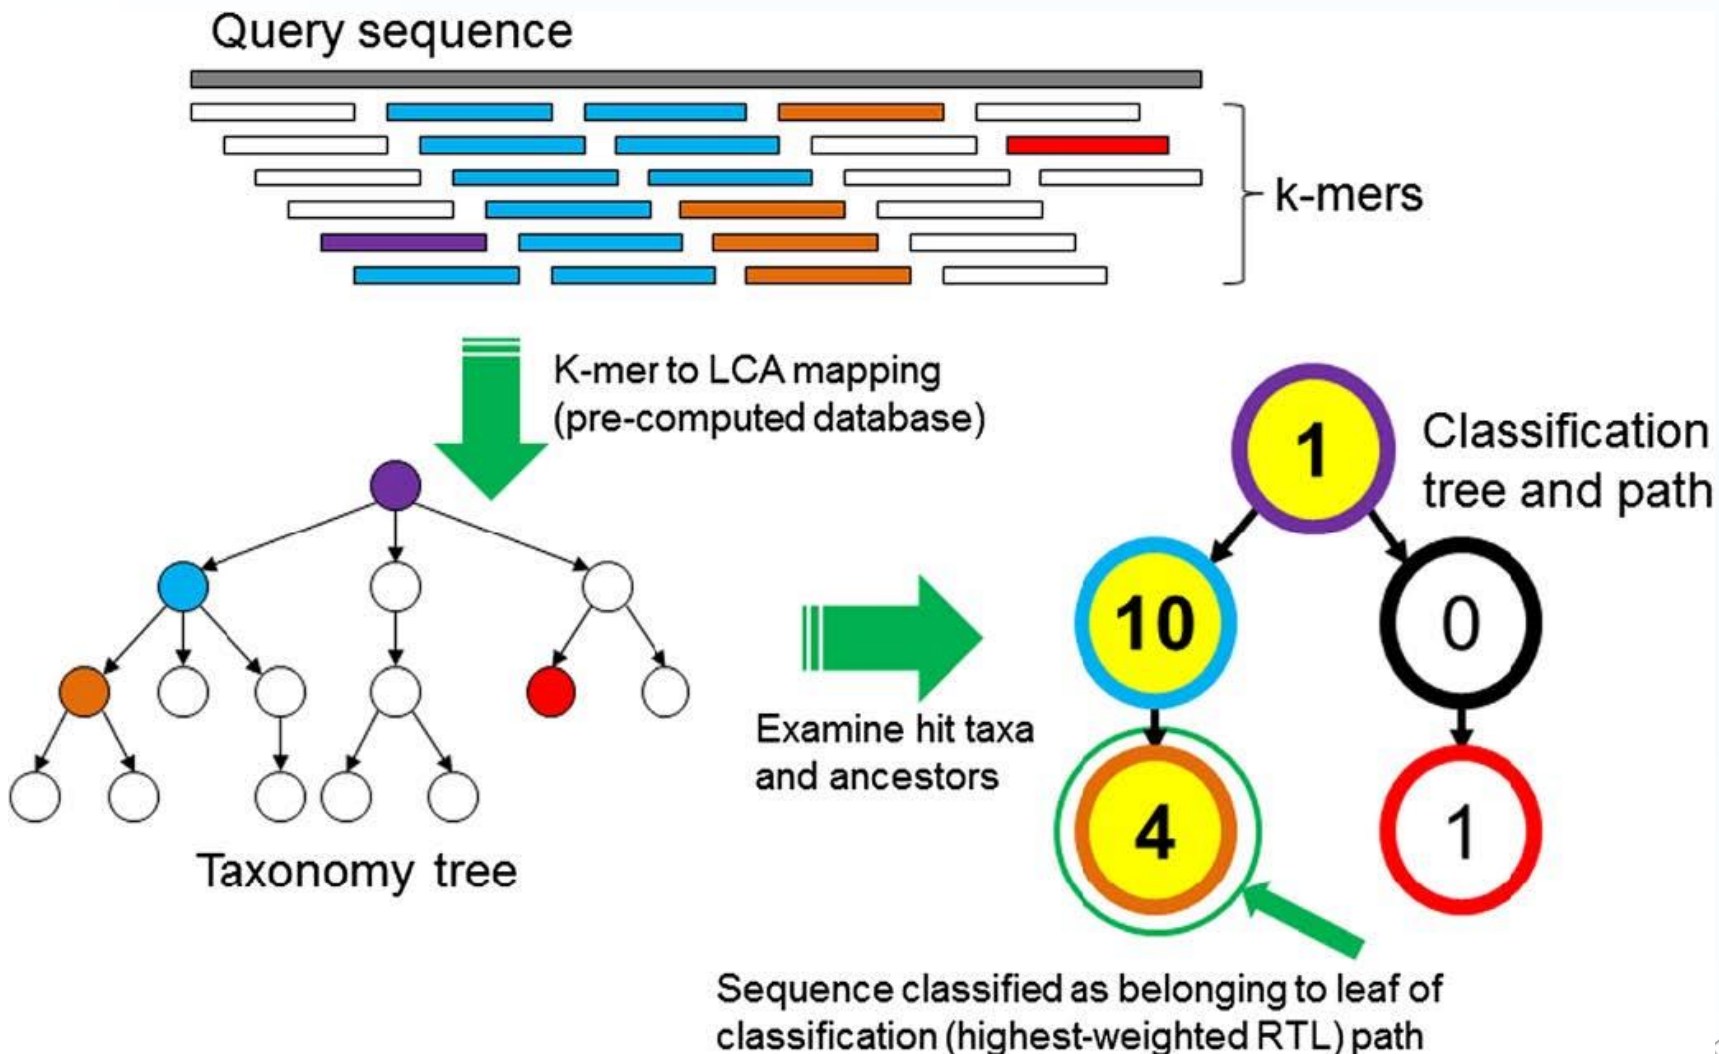 Query sequence
k-mers
K-mer to LCA mapping
(pre-computed database)
Classification
tree and path
1
10
0
4
1
Examine hit taxa
and ancestors
Taxonomy tree
Sequence classified as belonging to leaf of
classification (highest-weighted RTL) path